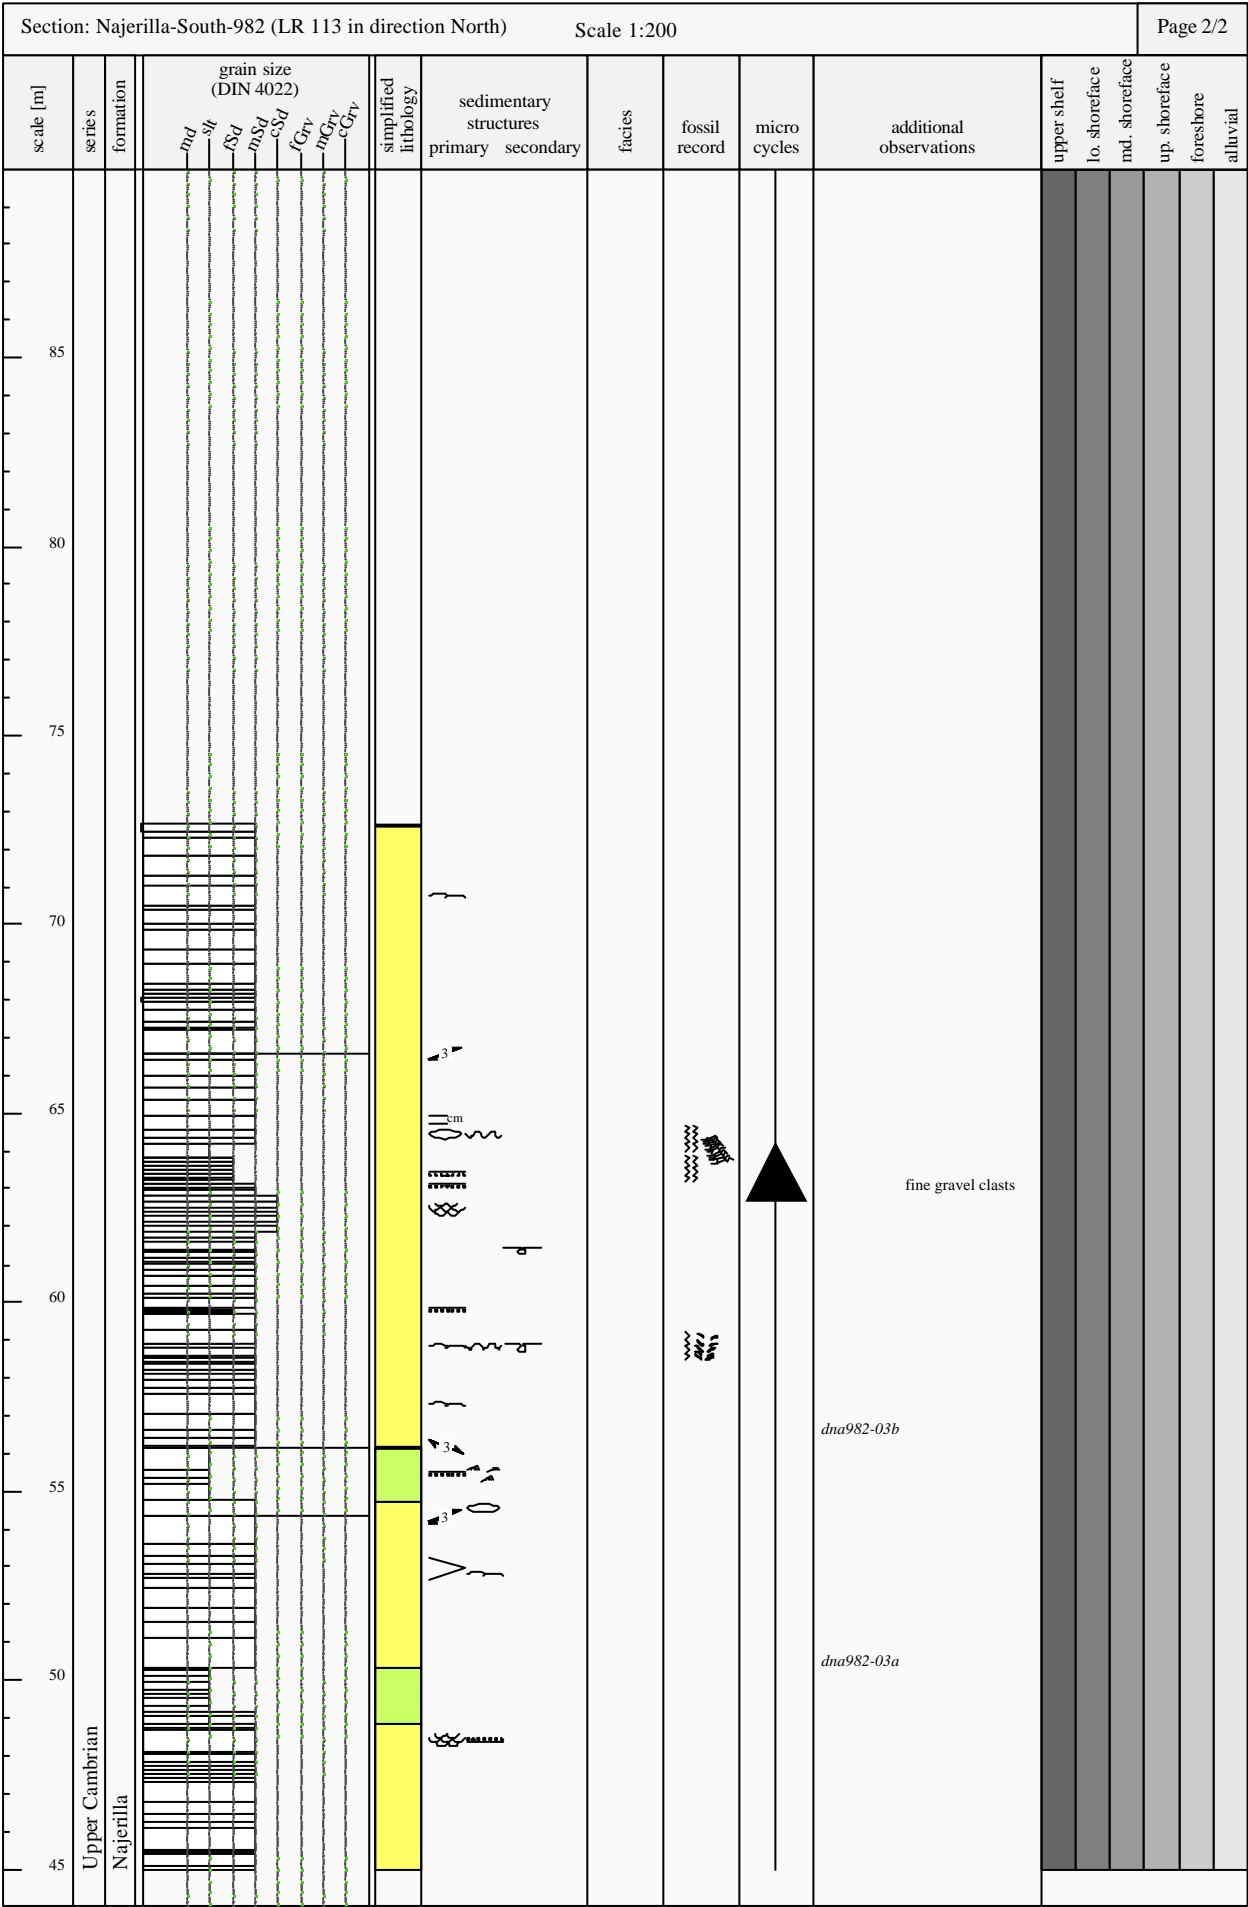 Section: Najerilla-South-982 (LR 113 in direction North)
Scale 1:200
Page 2/2
scale [m]
series
formation
grain size
(DIN 4022)
md
slt
fSd
mSd
cSd
fGrv
mGrv
cGrv
simplified
lithology
sedimentary
structures
primary secondary
facies
fossil
record
micro
cycles
additional
observations
upper shelf
lo. shoreface
md. shoreface
up. shoreface
foreshore
alluvial
85
80
75
70
3
65
cm
fine gravel clasts
60
dna982-03b
3
55
3
dna982-03a
50
Upper Cambrian
Najerilla
45